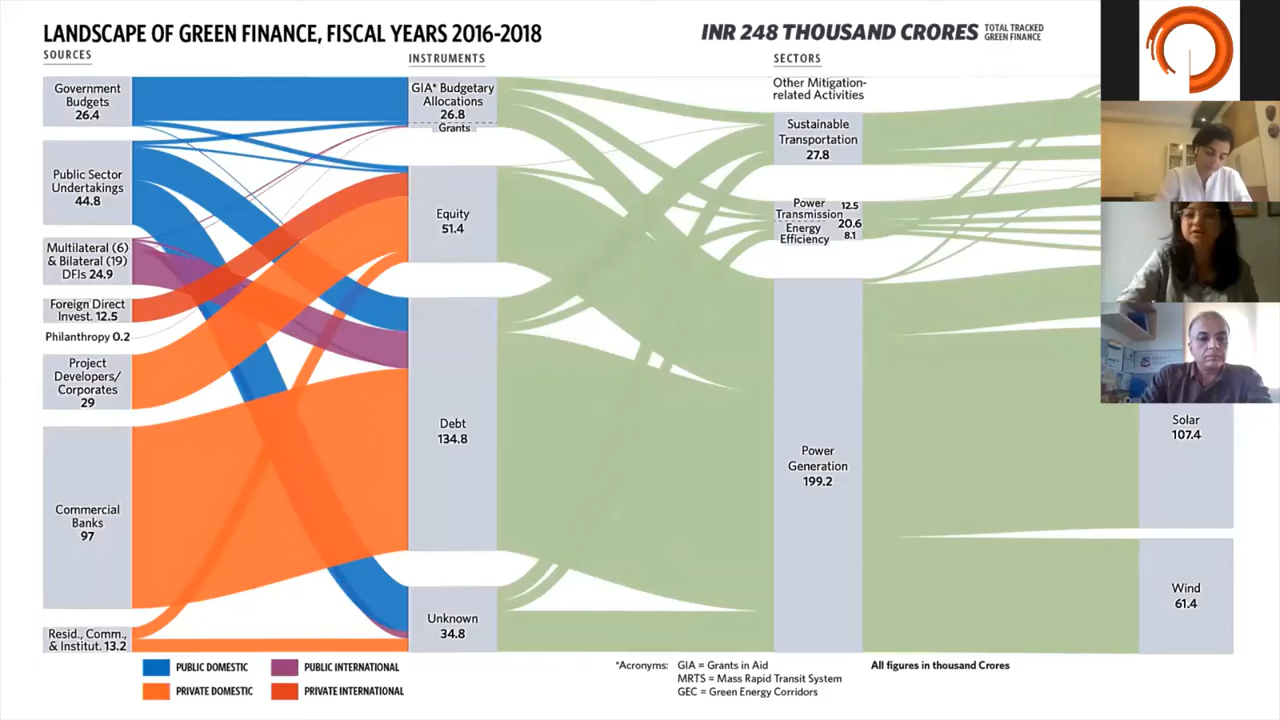 LANDSCAPE OF GREEN FINANCE, FISCAL YEARS 2016-2018
INR 248 THOUSAND CRORES
TOTAL TRACKED
GREEN FINANCE
SOURCES
INSTRUMENTS
SECTORS
Government
Budgets
26.4
Public Sector
Undertakings
44.8
Multilateral (6)
& Bilateral (19)
DFIs 24.9
Foreign Direct
Invest. 12.5
Philanthropy 0.2
Project
Developers/
Corporates
29
Commercial
Banks
97
Resid., Comm.,
& Institut. 13.2
GIA* Budgetary
Allocations
26.8
Grants
Equity
51.4
Debt
134.8
Unknown
34.8
Other Mitigation-
related Activities
Sustainable
Transportation
27.8
Power 12.5
Transmission
20.6
Energy
Efficiency 8.1
Power
Generation
199.2
Solar
107.4
Wind
61.4
PUBLIC DOMESTIC
PUBLIC INTERNATIONAL
PRIVATE DOMESTIC
PRIVATE INTERNATIONAL
*Acronyms: GIA = Grants in Aid
MRTS = Mass Rapid Transit System
GEC = Green Energy Corridors
All figures in thousand Crores